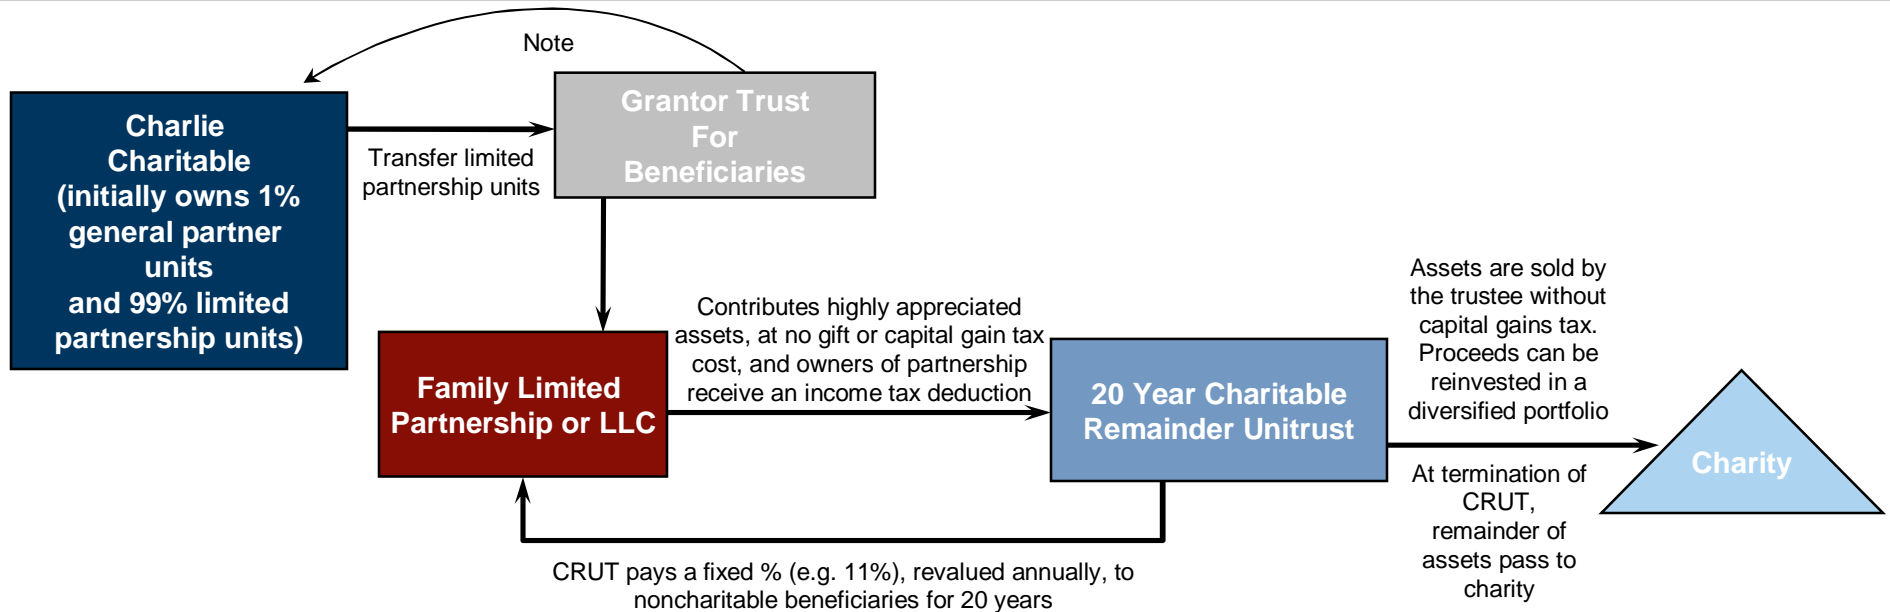 Note
Charlie
Charitable
(initially owns 1%
general partner
units
and 99% limited
partnership units)
Transfer limited
partnership units
Grantor Trust
For
Beneficiaries
Family Limited
Partnership or LLC
Contributes highly appreciated
assets, at no gift or capital gain tax
cost, and owners of partnership
receive an income tax deduction
20 Year Charitable
Remainder Unitrust
Assets are sold by
the trustee without
capital gains tax.
Proceeds can be
reinvested in a
diversified portfolio
At termination of
CRUT,
remainder of
assets pass to
charity
Charity
CRUT pays a fixed % (e.g. 11%), revalued annually, to
noncharitable beneficiaries for 20 years